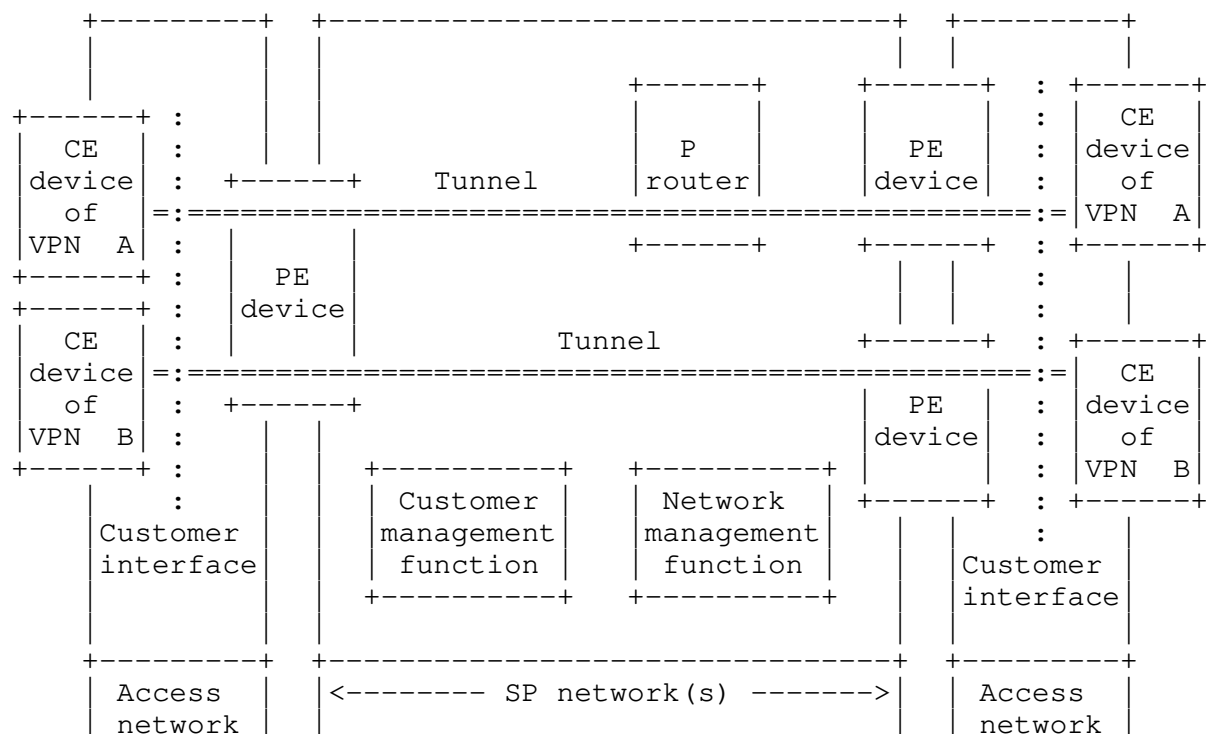 CE
device
of
VPN A
CE
device
of
VPN B
PE
device
Tunnel
P
router
PE
device
CE
device
of
VPN A
Tunnel
PE
device
CE
device
of
VPN B
Customer
interface
Customer
management
function
Network
management
function
Customer
interface
Access
network
<-------- SP network(s) ------->
Access
network